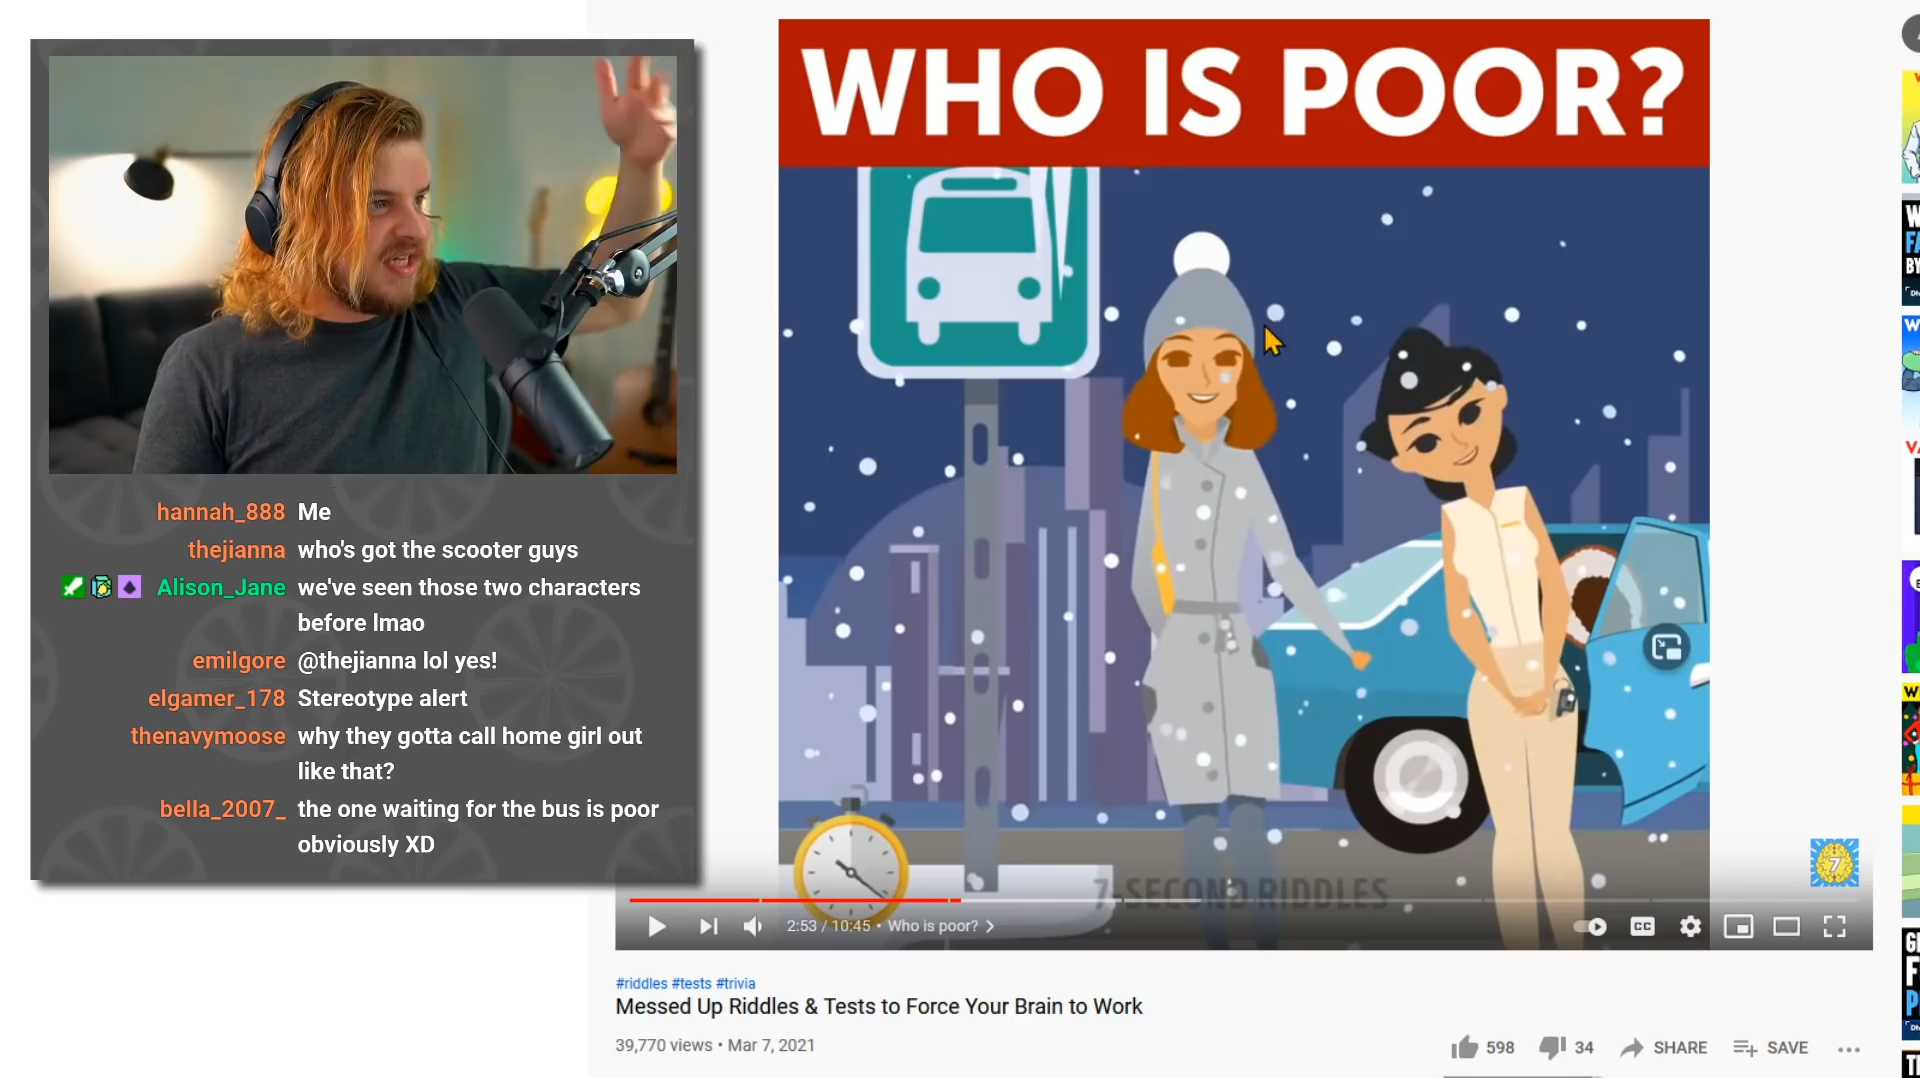 WHO IS POOR?
hannah_888 Me
thejianna who's got the scooter guys
Alison_Jane we've seen those two characters
before lmao
emilgore @thejianna lol yes!
elgamer_178 Stereotype alert
thenavymoose why they gotta call home girl out
like that?
bella_2007_ the one waiting for the bus is poor
obviously XD
7-SECOND RIDDLES
7
2:53 / 10:45 • Who is poor?
CC
#riddles #tests #trivia
Messed Up Riddles & Tests to Force Your Brain to Work
39,770 views • Mar 7, 2021
598
34
SHARE
SAVE